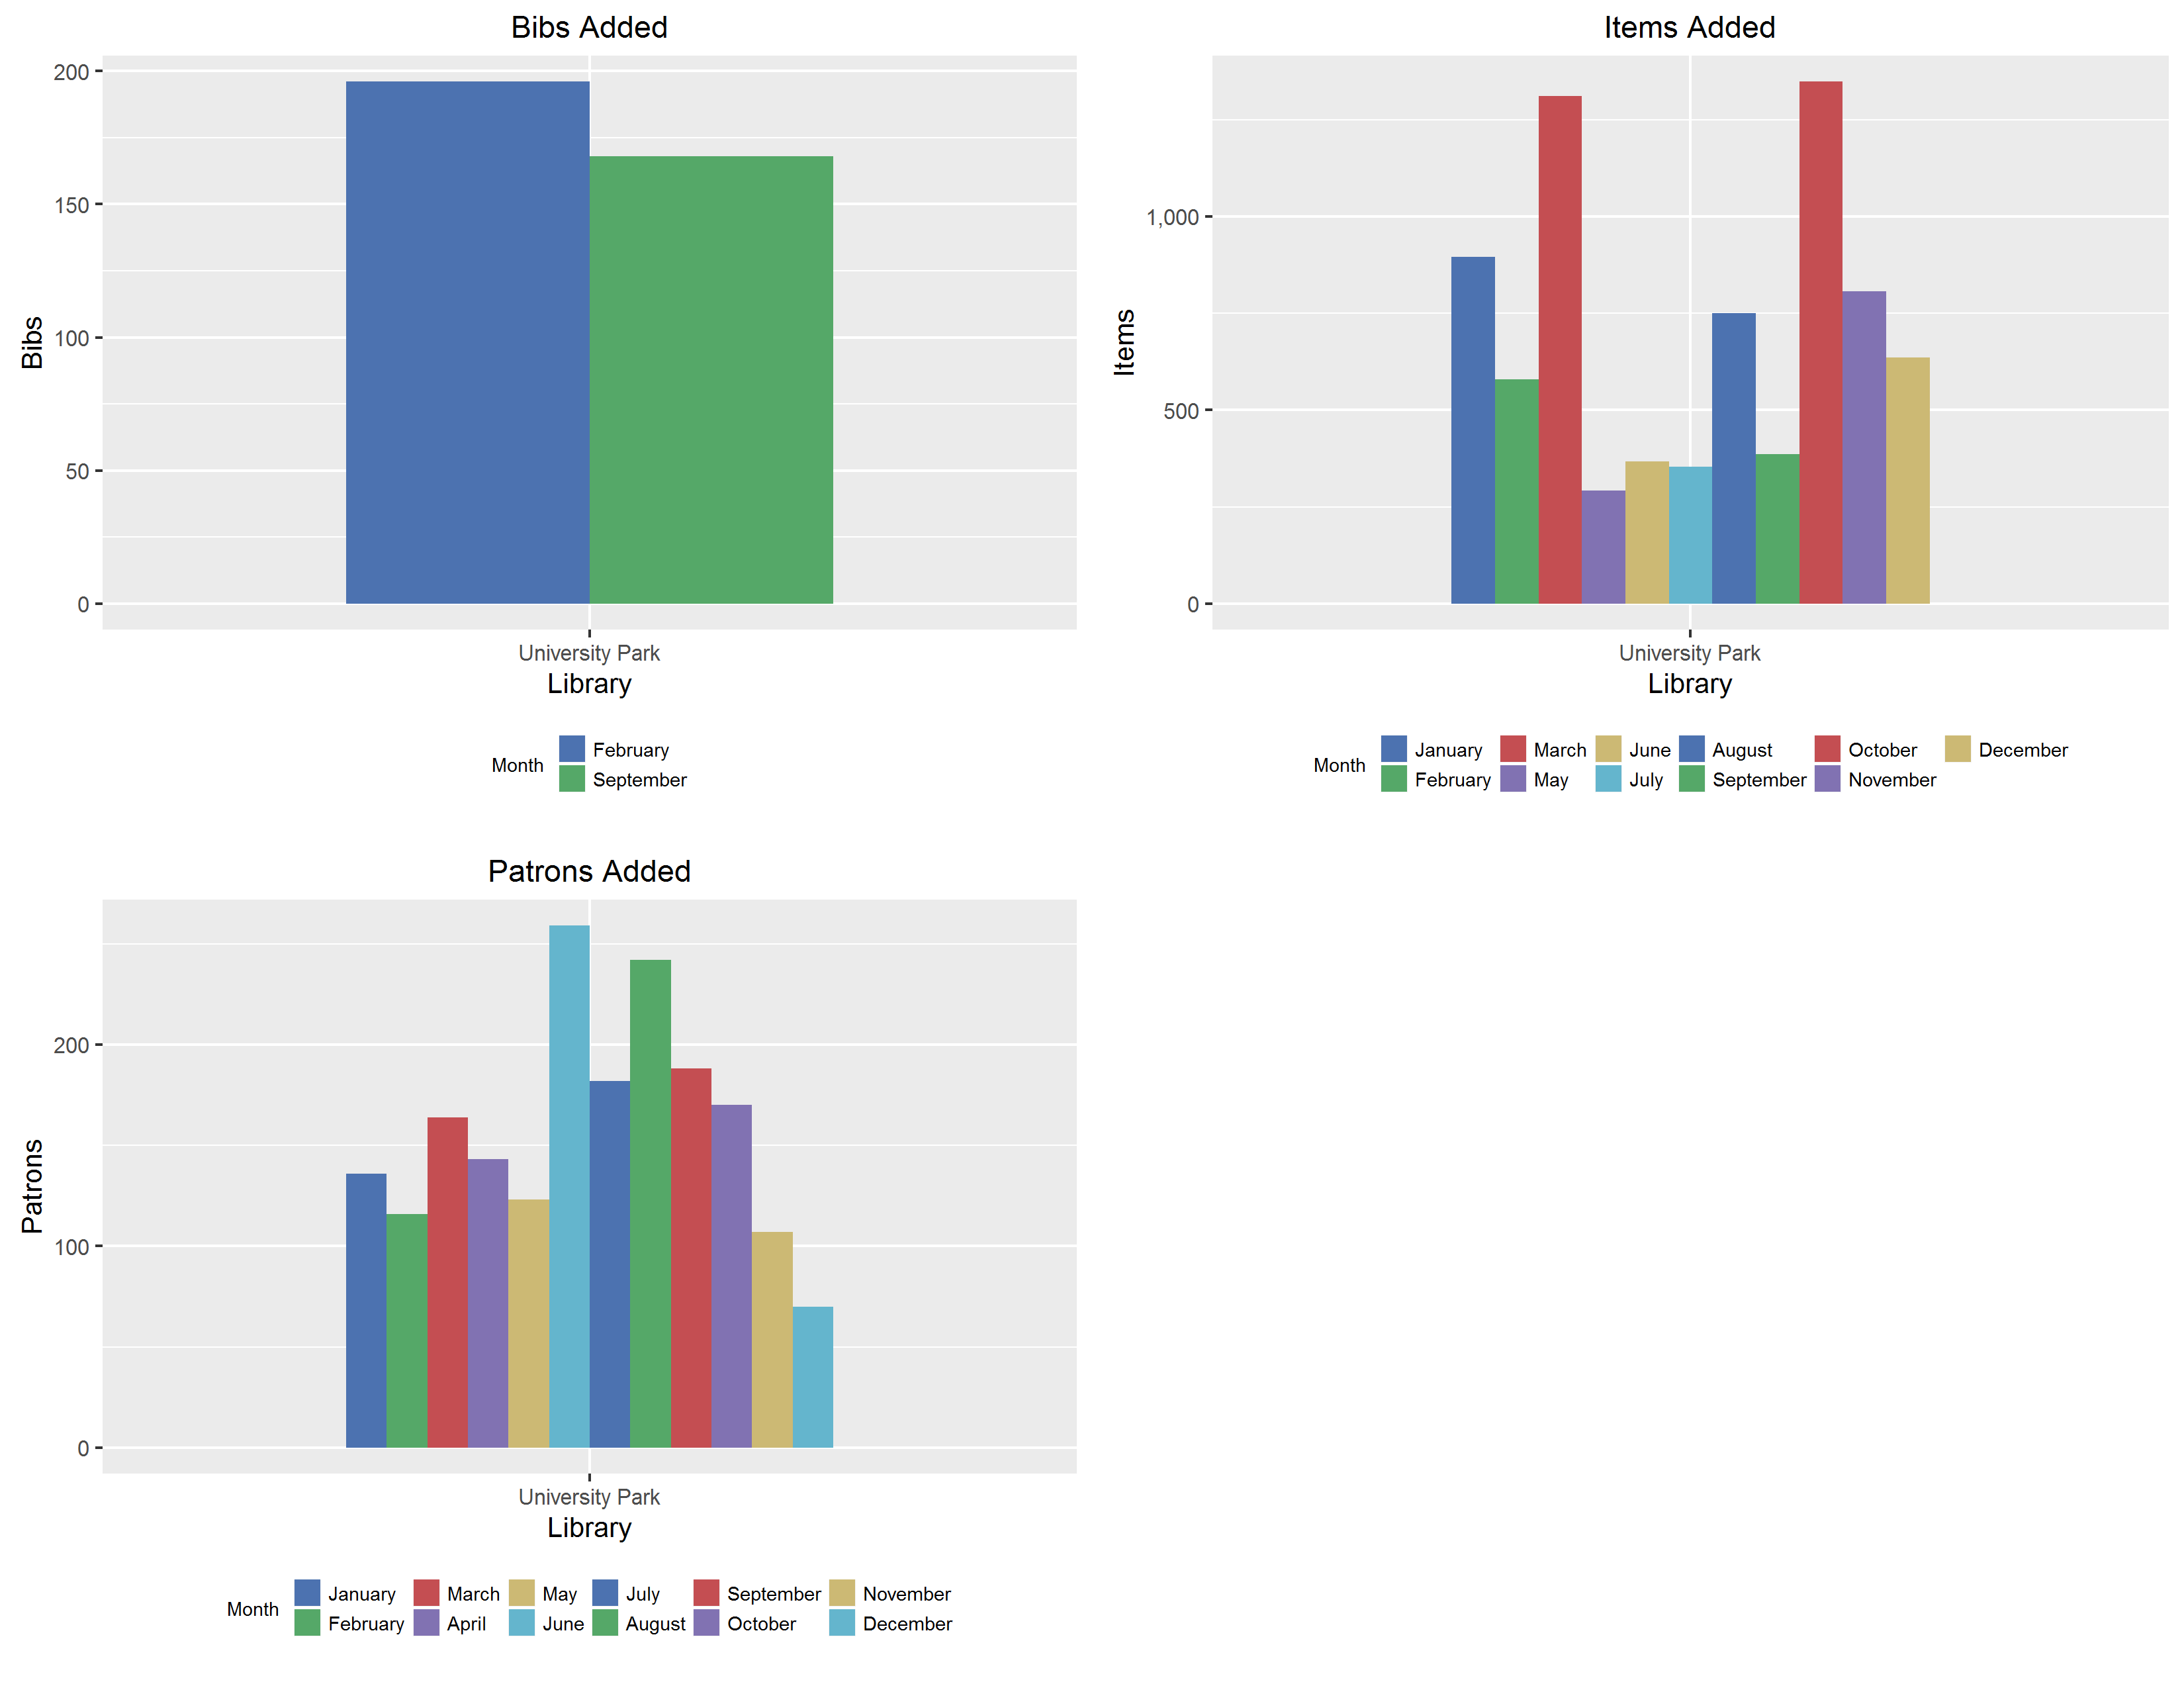 Bibs Added
200
150
100
50
0
Bibs
University Park
Library
Month
February
September
Items Added
1,000
500
0
Items
University Park
Library
Month
January March June August October December
February May July September November
Patrons Added
200
100
0
Patrons
University Park
Library
Month
January March May July September November
February April June August October December